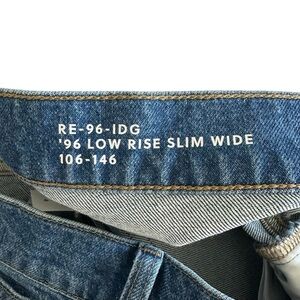 RE-96-IDG
'96 LOW RISE SLIM WIDE
106-146